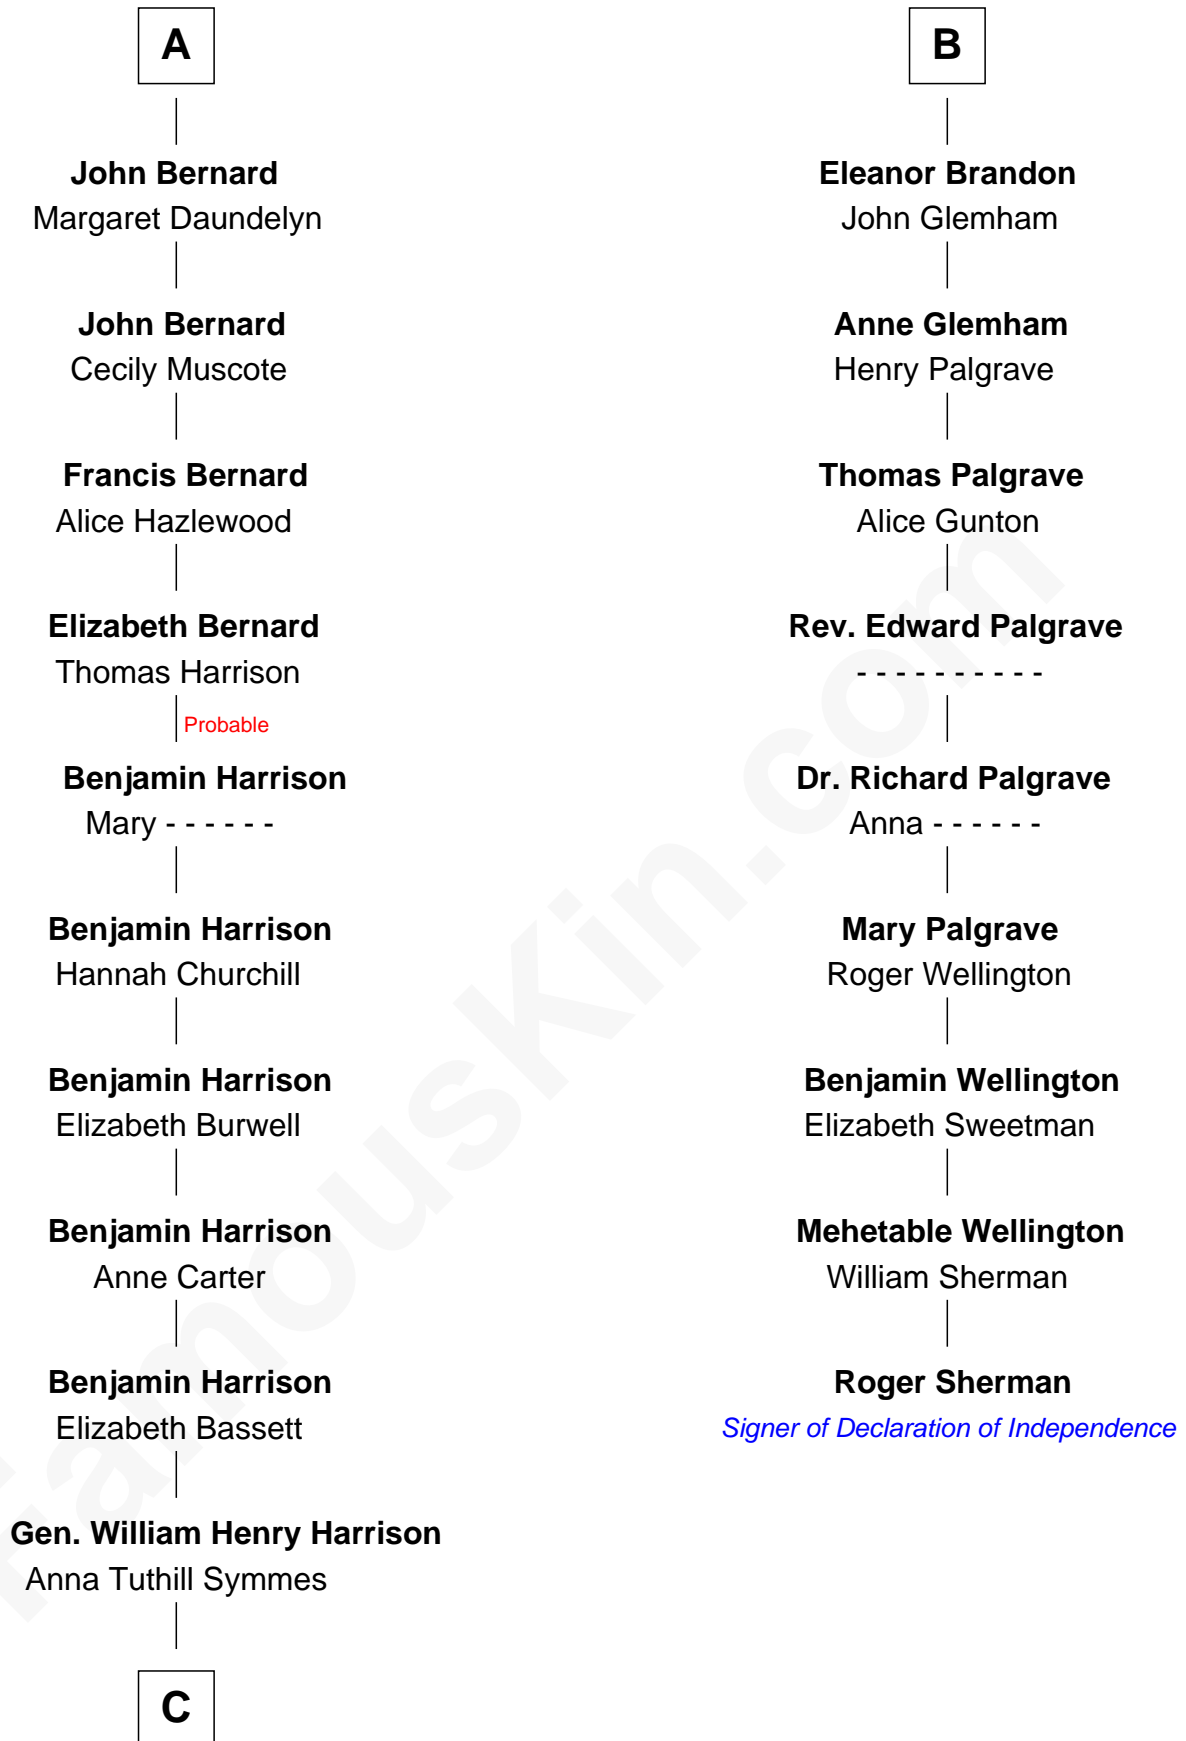 A
John Bernard
Margaret Daundelyn
John Bernard
Cecily Muscote
Francis Bernard
Alice Hazlewood
Elizabeth Bernard
Thomas Harrison
Probable
Benjamin Harrison
Mary - - - - - -
Benjamin Harrison
Hannah Churchill
Benjamin Harrison
Elizabeth Burwell
Benjamin Harrison
Anne Carter
Benjamin Harrison
Elizabeth Bassett
Gen. William Henry Harrison
Anna Tuthill Symmes
C
B
Eleanor Brandon
John Glemham
Anne Glemham
Henry Palgrave
Thomas Palgrave
Alice Gunton
Rev. Edward Palgrave
- - - - - - - - - -
Dr. Richard Palgrave
Anna - - - - - -
Mary Palgrave
Roger Wellington
Benjamin Wellington
Elizabeth Sweetman
Mehetable Wellington
William Sherman
Roger Sherman
Signer of Declaration of Independence
FamousKin.com